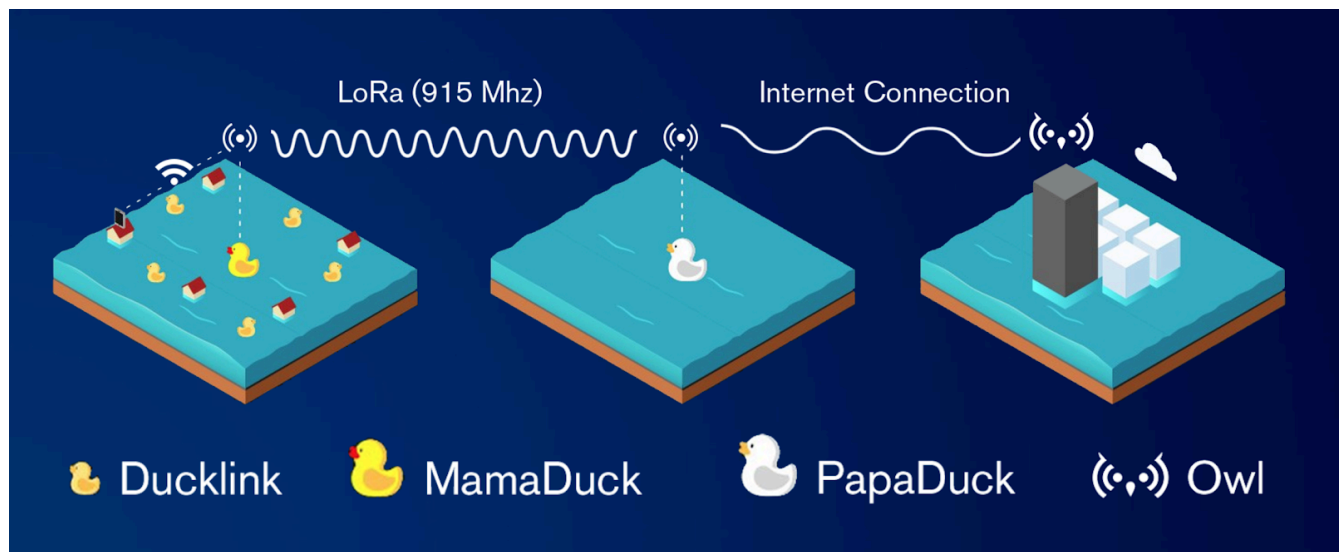 LoRa (915 Mhz)
Internet Connection
Ducklink
MamaDuck
PapaDuck
Owl